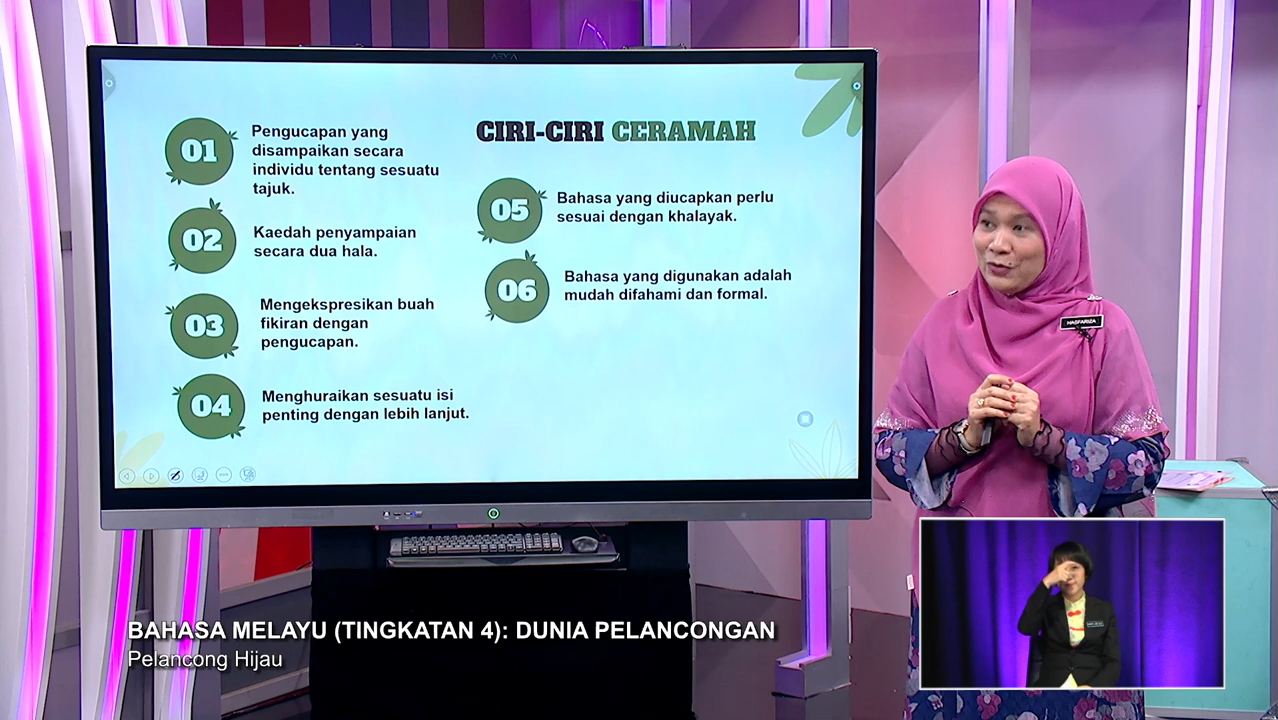 CIRI-CIRI CERAMAH
01
Pengucapan yang
disampaikan secara
individu tentang sesuatu
tajuk.
02
Kaedah penyampaian
secara dua hala.
03
Mengekspresikan buah
fikiran dengan
pengucapan.
04
Menghuraikan sesuatu isi
penting dengan lebih lanjut.
05
Bahasa yang diucapkan perlu
sesuai dengan khalayak.
06
Bahasa yang digunakan adalah
mudah difahami dan formal.
HASFARIZA
BAHASA MELAYU (TINGKATAN 4): DUNIA PELANCONGAN
Pelancong Hijau